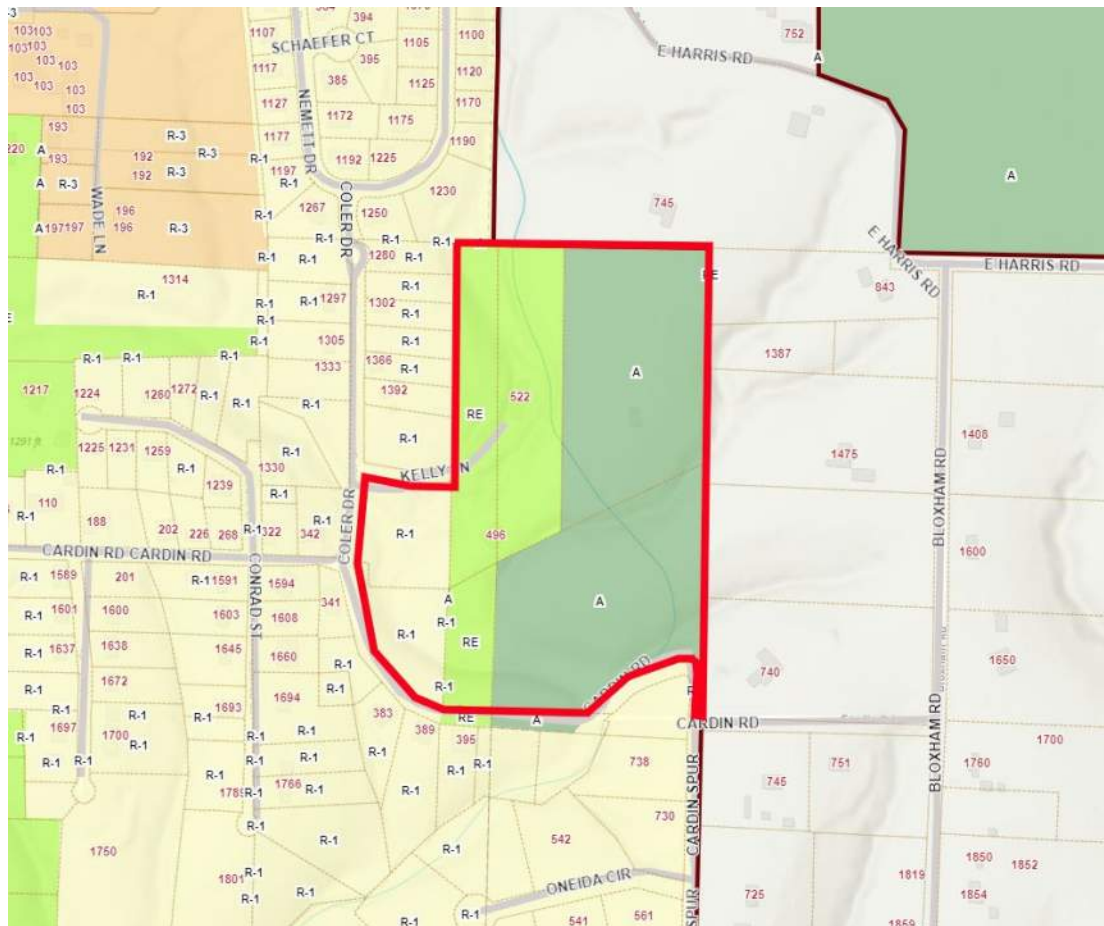 R-3
103103
103103
103 103
103 103
103
103
193
193
220
A
A
R-3
R-3
R-3
R-3
192
192
196
196
A197197
R-3
WADE LN
1107
1117
1127
1177
1197
R-1
R-1
SCHAEFER CT
394
395
385
1105
1125
1100
1120
1170
1190
1172
1175
1192
1225
1230
NEMETT DR
COLER DR
1267
1250
R-1
R-1
R-1
R-1
R-1
R-1
1280
R-1
1314
R-1
R-1
R-1
R-1
1297
1302
R-1
R-1
1305
1333
1366
R-1
R-1
1392
R-1
R-1
R-1
1217
1224
1260
1272
R-1
R-1
R-1
1291 ft
1225
1231
1259
R-1
1239
R-1
1330
R-1
R-1
R-1
110
188
202
226
268
R-1
322
342
R-1
CARDIN RD CARDIN RD
CONRAD ST
COLER DR
KELLY LN
RE
522
496
A
A
A
R-1
R-1
R-1
R-1
RE
RE
A
CARDIN RD
E HARRIS RD
752
A
745
A
E HARRIS RD
E HARRIS RD
843
RE
1387
1475
1408
1600
1650
BLOXHAM RD
Bloxham Rd
BLOXHAM RD
740
CARDIN RD
CARDIN SPUR
SPUR
R-1
1589
201
R-1
1591
1594
341
R-1
1601
1600
1603
1608
R-1
1637
1638
1645
1660
R-1
R-1
1672
1693
R-1
1694
R-1
1697
1700
R-1
R-1
R-1
R-1
R-1
R-1
R-1
R-1
1766
R-1
R-1
383
389
395
R-1
R-1
R-1
R-1
R-1
1750
1801
R-1
R-1
R-1
R-1
R-1
R-1
738
730
542
ONEIDA CIR
541
561
745
751
725
1700
1760
1850
1852
1819
1854
1859